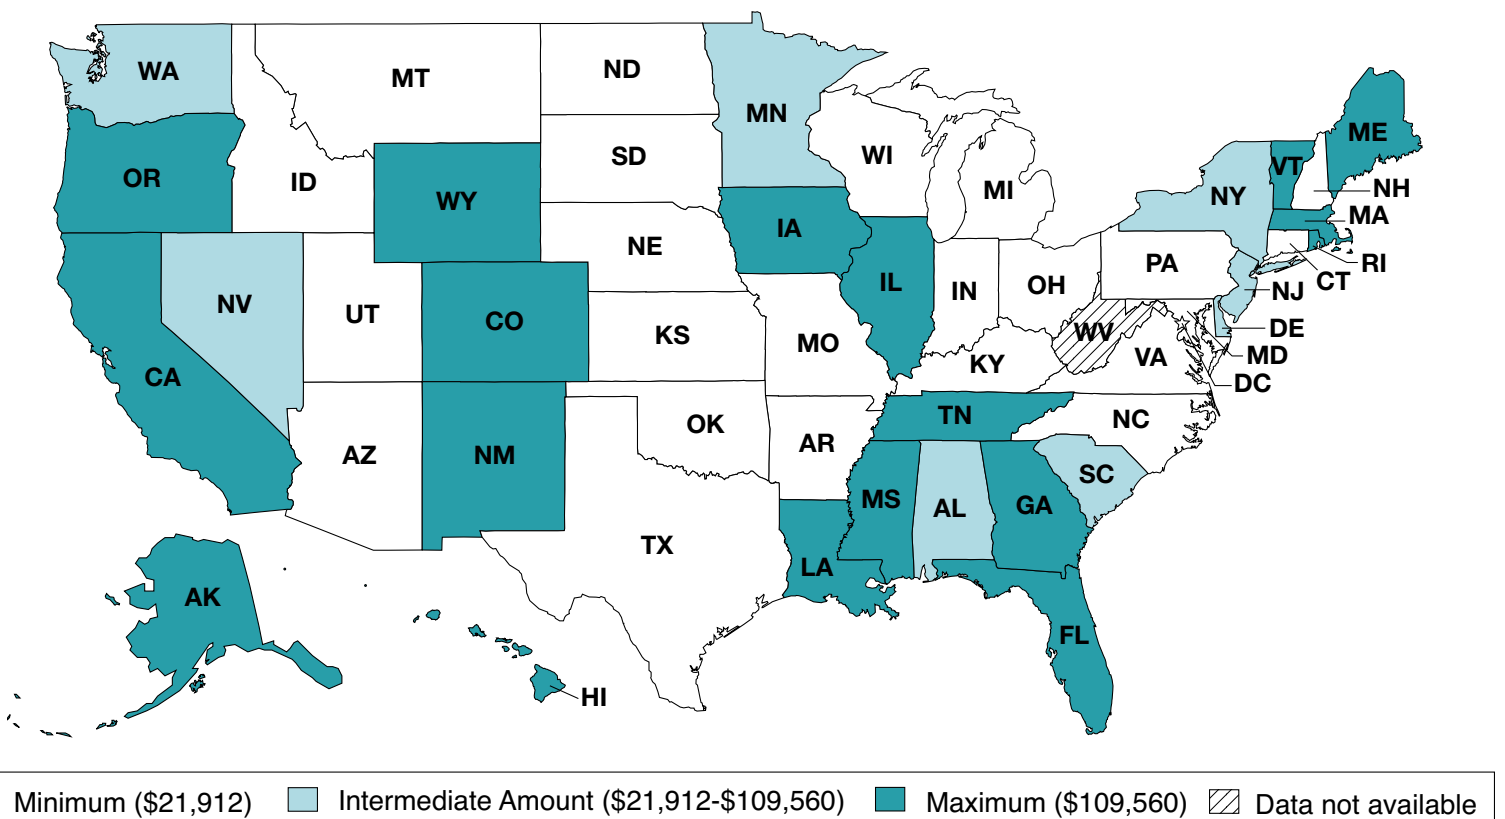 WA
MT
ND
MN
OR
ID
WY
SD
WI
MI
NY
VT
ME
NH
MA
RI
CT
NV
UT
CO
NE
IA
IL
IN
OH
PA
NJ
DE
MD
DC
CA
KS
MO
KY
WV
VA
AZ
NM
OK
AR
TN
NC
SC
TX
LA
MS
AL
GA
FL
AK
HI
Minimum ($21,912) Intermediate Amount ($21,912-$109,560) Maximum ($109,560) Data not available